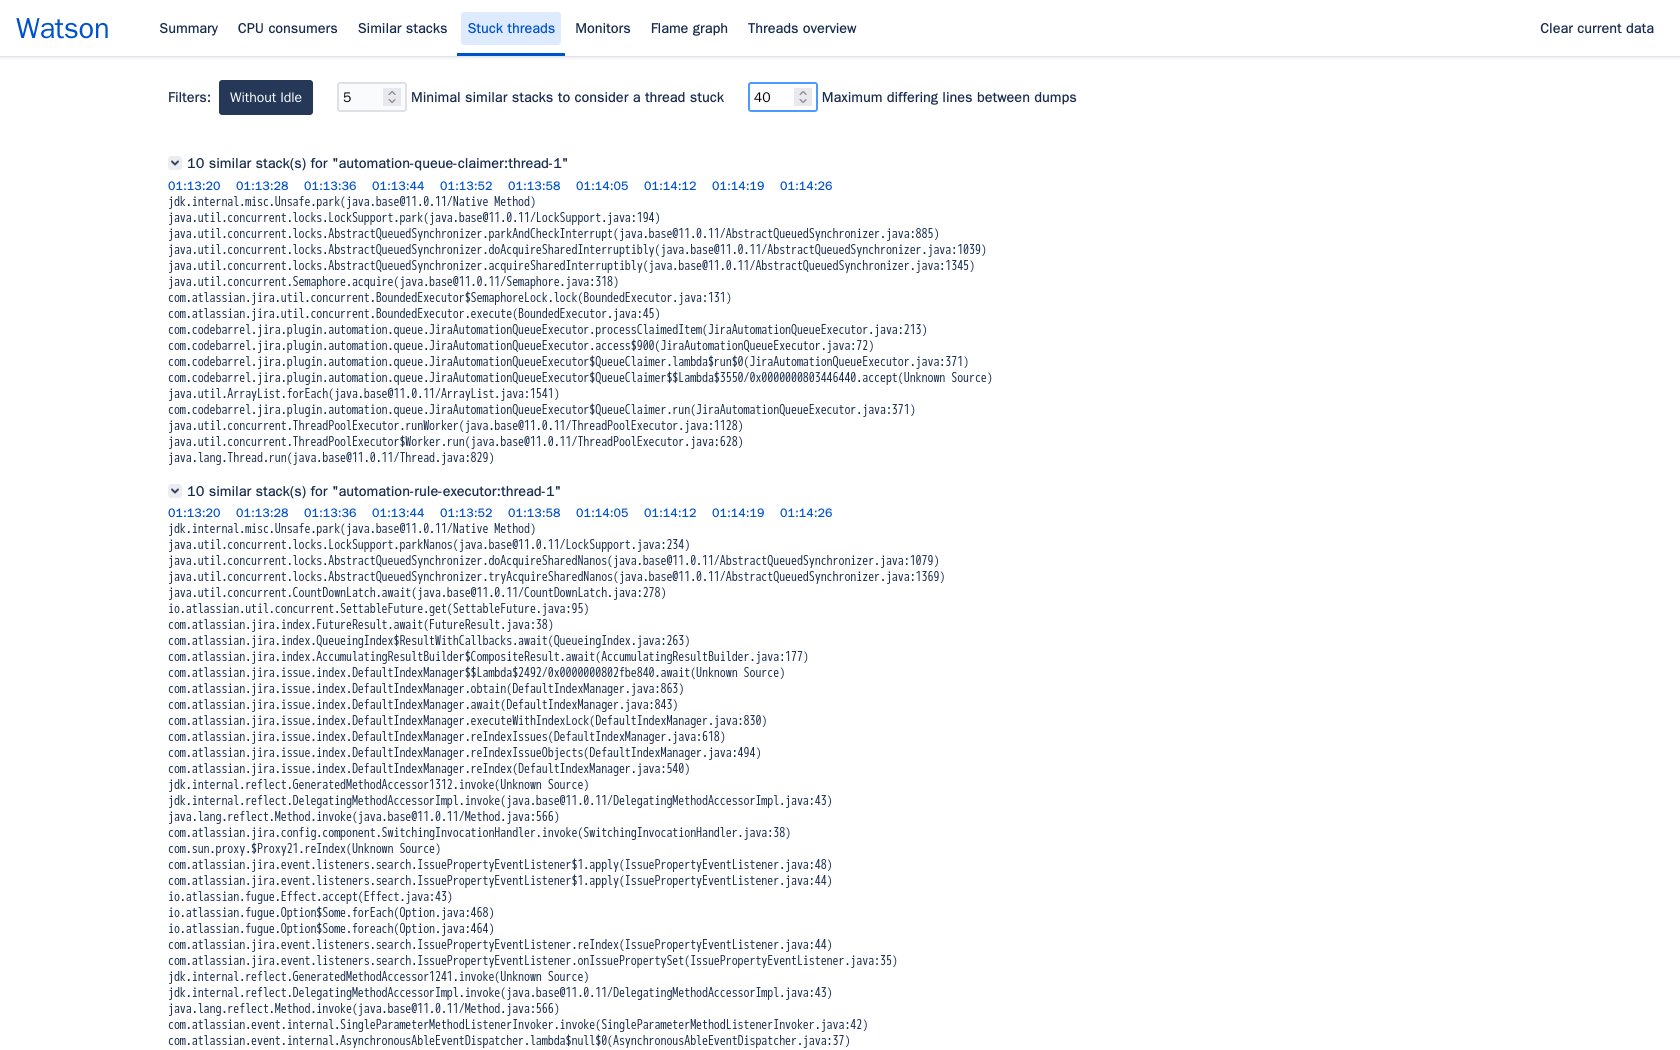 Watson Summary CPU consumers Similar stacks Stuck threads Monitors Flame graph Threads overview Clear current data
Filters: Without Idle 5 Minimal similar stacks to consider a thread stuck 40 Maximum differing lines between dumps
10 similar stack(s) for "automation-queue-claimer:thread-1"
01:13:20 01:13:28 01:13:36 01:13:44 01:13:52 01:13:58 01:14:05 01:14:12 01:14:19 01:14:26
jdk.internal.misc.Unsafe.park(java.base@11.0.11/Native Method)
java.util.concurrent.locks.LockSupport.park(java.base@11.0.11/LockSupport.java:194)
java.util.concurrent.locks.AbstractQueuedSynchronizer.parkAndCheckInterrupt(java.base@11.0.11/AbstractQueuedSynchronizer.java:885)
java.util.concurrent.locks.AbstractQueuedSynchronizer.doAcquireSharedInterruptibly(java.base@11.0.11/AbstractQueuedSynchronizer.java:1039)
java.util.concurrent.locks.AbstractQueuedSynchronizer.acquireSharedInterruptibly(java.base@11.0.11/AbstractQueuedSynchronizer.java:1345)
java.util.concurrent.Semaphore.acquire(java.base@11.0.11/Semaphore.java:318)
com.atlassian.jira.util.concurrent.BoundedExecutor$SemaphoreLock.lock(BoundedExecutor.java:131)
com.atlassian.jira.util.concurrent.BoundedExecutor.execute(BoundedExecutor.java:45)
com.codebarrel.jira.plugin.automation.queue.JiraAutomationQueueExecutor.processClaimedItem(JiraAutomationQueueExecutor.java:213)
com.codebarrel.jira.plugin.automation.queue.JiraAutomationQueueExecutor.access$900(JiraAutomationQueueExecutor.java:72)
com.codebarrel.jira.plugin.automation.queue.JiraAutomationQueueExecutor$QueueClaimer.lambda$run$0(JiraAutomationQueueExecutor.java:371)
com.codebarrel.jira.plugin.automation.queue.JiraAutomationQueueExecutor$QueueClaimer$$Lambda$3550/0x0000000803446440.accept(Unknown Source)
java.util.ArrayList.forEach(java.base@11.0.11/ArrayList.java:1541)
com.codebarrel.jira.plugin.automation.queue.JiraAutomationQueueExecutor$QueueClaimer.run(JiraAutomationQueueExecutor.java:371)
java.util.concurrent.ThreadPoolExecutor.runWorker(java.base@11.0.11/ThreadPoolExecutor.java:1128)
java.util.concurrent.ThreadPoolExecutor$Worker.run(java.base@11.0.11/ThreadPoolExecutor.java:628)
java.lang.Thread.run(java.base@11.0.11/Thread.java:829)
10 similar stack(s) for "automation-rule-executor:thread-1"
01:13:20 01:13:28 01:13:36 01:13:44 01:13:52 01:13:58 01:14:05 01:14:12 01:14:19 01:14:26
jdk.internal.misc.Unsafe.park(java.base@11.0.11/Native Method)
java.util.concurrent.locks.LockSupport.parkNanos(java.base@11.0.11/LockSupport.java:234)
java.util.concurrent.locks.AbstractQueuedSynchronizer.doAcquireSharedNanos(java.base@11.0.11/AbstractQueuedSynchronizer.java:1079)
java.util.concurrent.locks.AbstractQueuedSynchronizer.tryAcquireSharedNanos(java.base@11.0.11/AbstractQueuedSynchronizer.java:1369)
java.util.concurrent.CountDownLatch.await(java.base@11.0.11/CountDownLatch.java:278)
io.atlassian.util.concurrent.SettableFuture.get(SettableFuture.java:95)
com.atlassian.jira.index.FutureResult.await(FutureResult.java:38)
com.atlassian.jira.index.QueueingIndex$ResultWithCallbacks.await(QueueingIndex.java:263)
com.atlassian.jira.index.AccumulatingResultBuilder$CompositeResult.await(AccumulatingResultBuilder.java:177)
com.atlassian.jira.issue.index.DefaultIndexManager$$Lambda$2492/0x0000000802fbe840.await(Unknown Source)
com.atlassian.jira.issue.index.DefaultIndexManager.obtain(DefaultIndexManager.java:863)
com.atlassian.jira.issue.index.DefaultIndexManager.await(DefaultIndexManager.java:843)
com.atlassian.jira.issue.index.DefaultIndexManager.executeWithIndexLock(DefaultIndexManager.java:830)
com.atlassian.jira.issue.index.DefaultIndexManager.reIndexIssues(DefaultIndexManager.java:618)
com.atlassian.jira.issue.index.DefaultIndexManager.reIndexIssueObjects(DefaultIndexManager.java:494)
com.atlassian.jira.issue.index.DefaultIndexManager.reIndex(DefaultIndexManager.java:540)
jdk.internal.reflect.GeneratedMethodAccessor1312.invoke(Unknown Source)
jdk.internal.reflect.DelegatingMethodAccessorImpl.invoke(java.base@11.0.11/DelegatingMethodAccessorImpl.java:43)
java.lang.reflect.Method.invoke(java.base@11.0.11/Method.java:566)
com.atlassian.jira.config.component.SwitchingInvocationHandler.invoke(SwitchingInvocationHandler.java:38)
com.sun.proxy.$Proxy21.reIndex(Unknown Source)
com.atlassian.jira.event.listeners.search.IssuePropertyEventListener$1.apply(IssuePropertyEventListener.java:48)
com.atlassian.jira.event.listeners.search.IssuePropertyEventListener$1.apply(IssuePropertyEventListener.java:44)
io.atlassian.fugue.Effect.accept(Effect.java:43)
io.atlassian.fugue.Option$Some.forEach(Option.java:468)
io.atlassian.fugue.Option$Some.foreach(Option.java:464)
com.atlassian.jira.event.listeners.search.IssuePropertyEventListener.reIndex(IssuePropertyEventListener.java:44)
com.atlassian.jira.event.listeners.search.IssuePropertyEventListener.onIssuePropertySet(IssuePropertyEventListener.java:35)
jdk.internal.reflect.GeneratedMethodAccessor1241.invoke(Unknown Source)
jdk.internal.reflect.DelegatingMethodAccessorImpl.invoke(java.base@11.0.11/DelegatingMethodAccessorImpl.java:43)
java.lang.reflect.Method.invoke(java.base@11.0.11/Method.java:566)
com.atlassian.event.internal.SingleParameterMethodListenerInvoker.invoke(SingleParameterMethodListenerInvoker.java:42)
com.atlassian.event.internal.AsynchronousAbleEventDispatcher.lambda$null$0(AsynchronousAbleEventDispatcher.java:37)